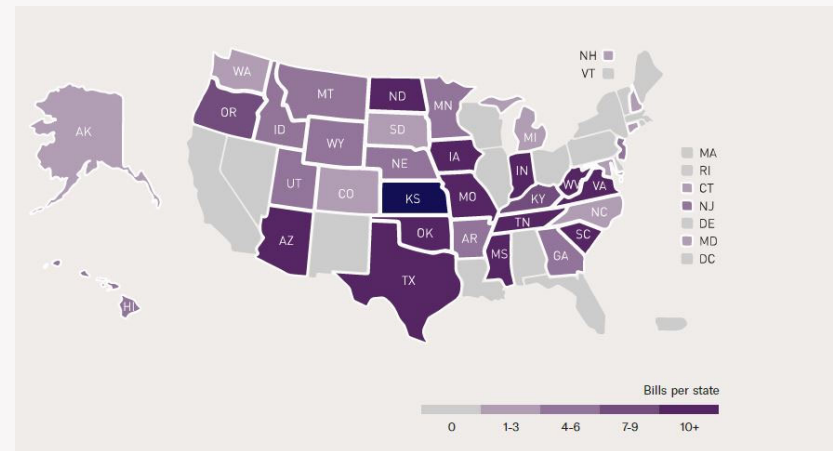 NH
VT
WA
MT
ND
MN
OR
ID
SD
MI
WY
NE
IA
IN
UT
CO
KS
MO
KY
WV
VA
AZ
OK
AR
TN
NC
SC
MS
GA
TX
AK
HI
MA
RI
CT
NJ
DE
MD
DC
Bills per state
0 1-3 4-6 7-9 10+